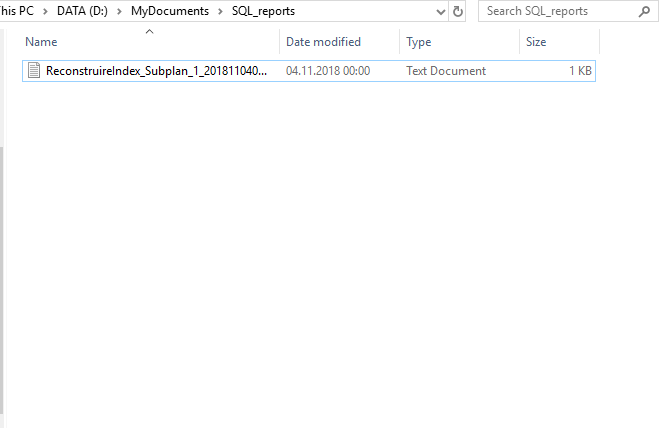 his PC > DATA (D:) > MyDocuments > SQL_reports
Search SQL_reports
Name Date modified Type Size
ReconstruireIndex_Subplan_1_201811040... 04.11.2018 00:00 Text Document 1 KB